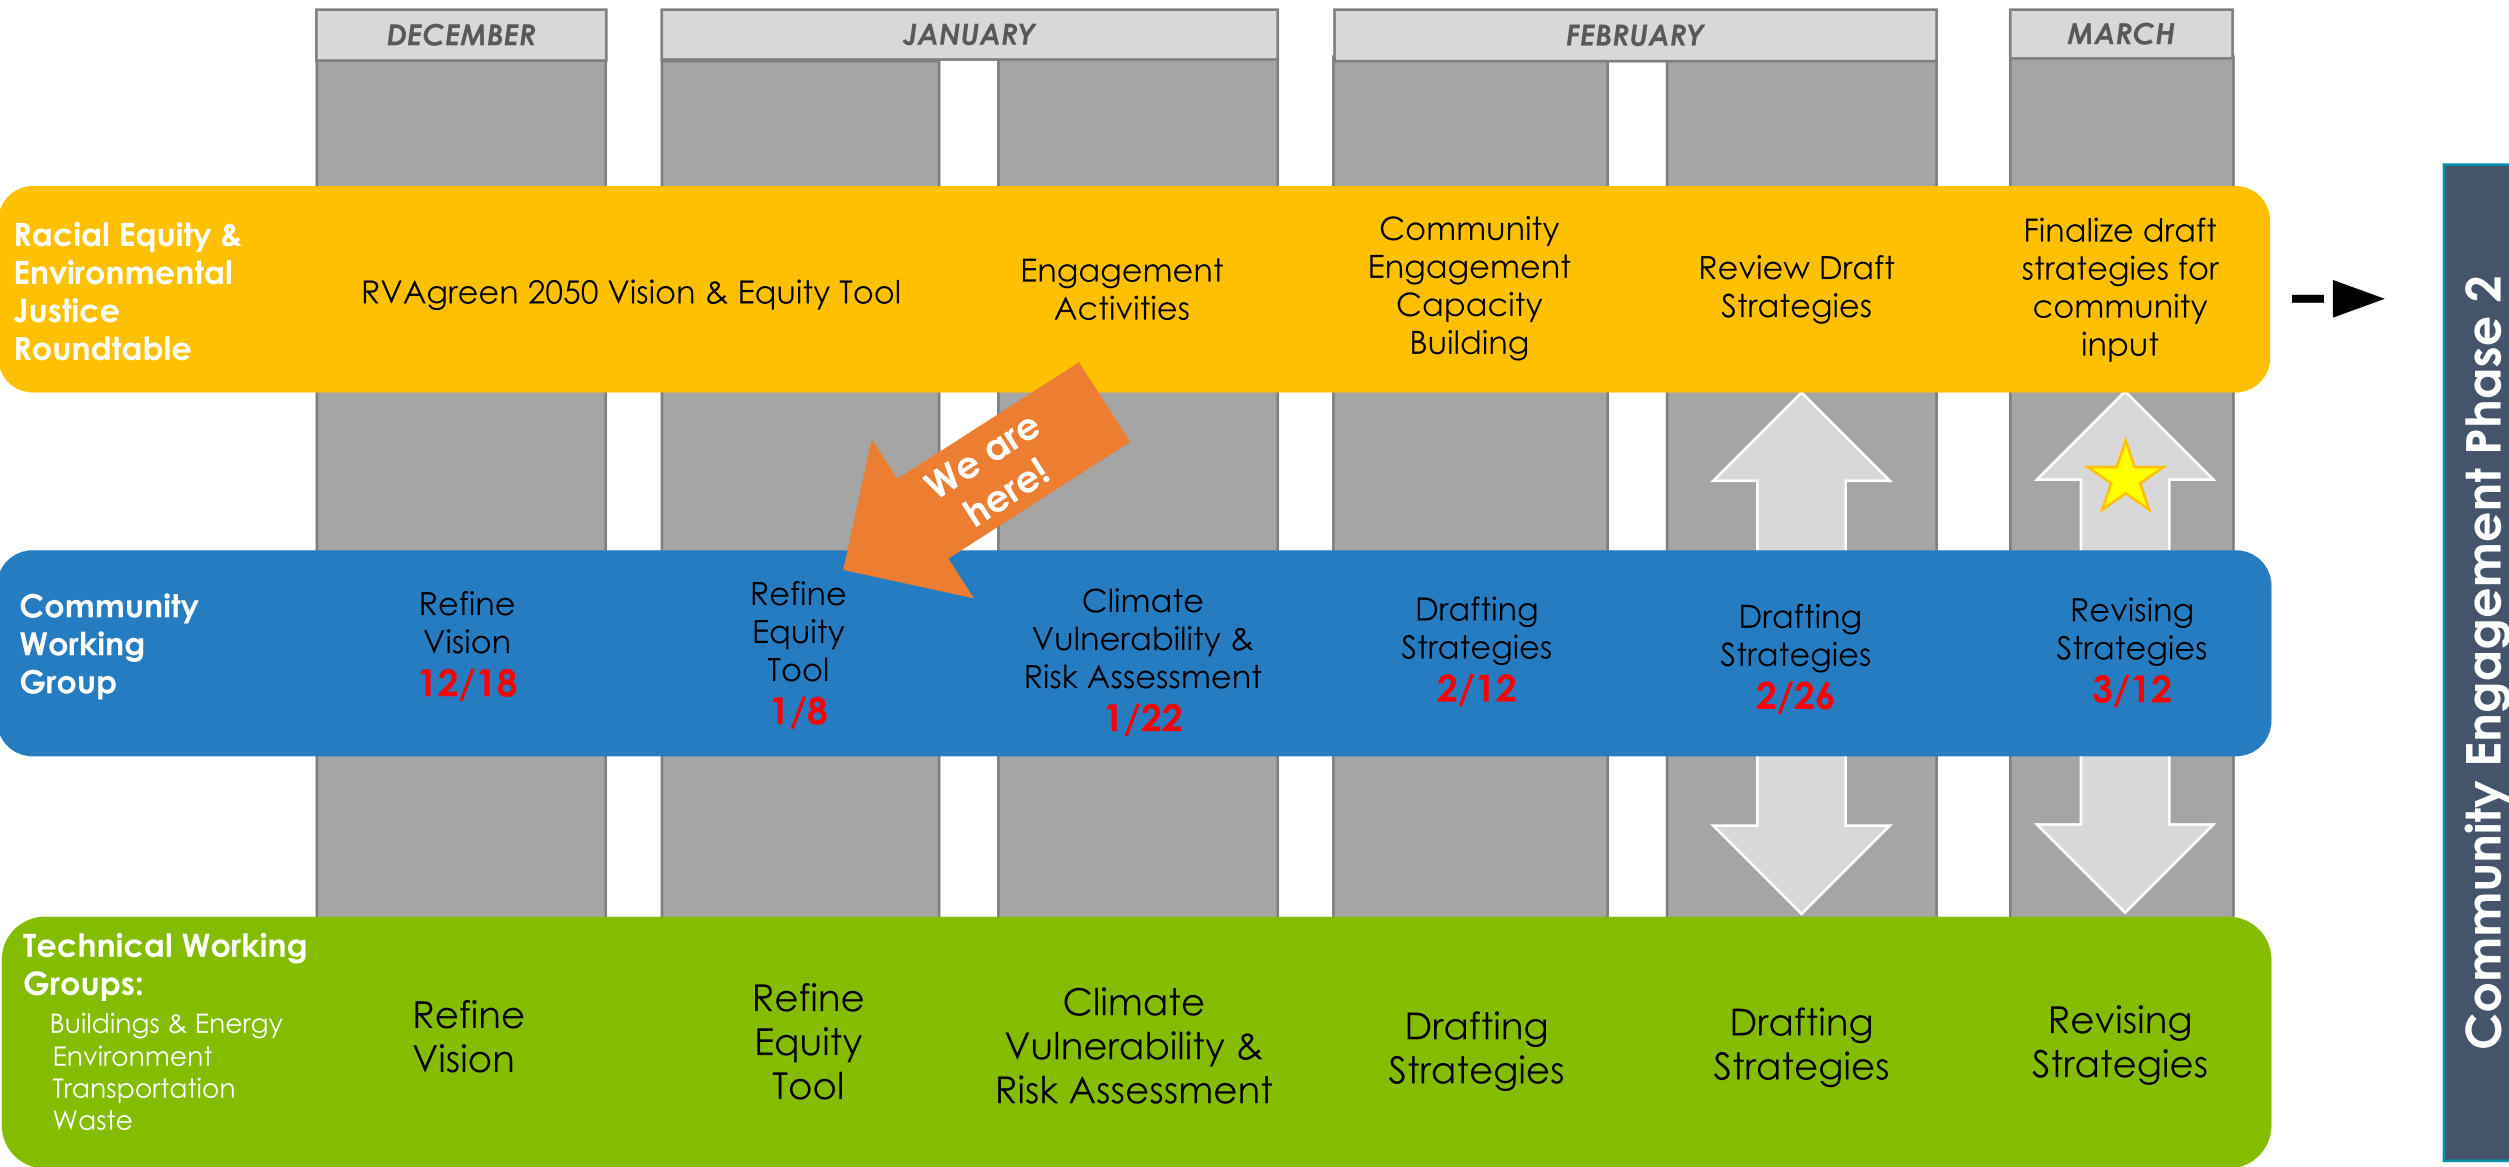 DECEMBER
JANUARY
FEBRUARY
MARCH
Racial Equity &
Environmental
Justice
Roundtable
RVAgreen 2050 Vision & Equity Tool
Engagement
Activities
Community
Engagement
Capacity
Building
Review Draft
Strategies
Finalize draft
strategies for
community
input
We are
here!
Community
Working
Group
Refine
Vision
12/18
Refine
Equity
Tool
1/8
Climate
Vulnerability &
Risk Assessment
1/22
Drafting
Strategies
2/12
Drafting
Strategies
2/26
Revising
Strategies
3/12
Technical Working
Groups:
Buildings & Energy
Environment
Transportation
Waste
Refine
Vision
Refine
Equity
Tool
Climate
Vulnerability &
Risk Assessment
Drafting
Strategies
Drafting
Strategies
Revising
Strategies
Community Engagement Phase 2